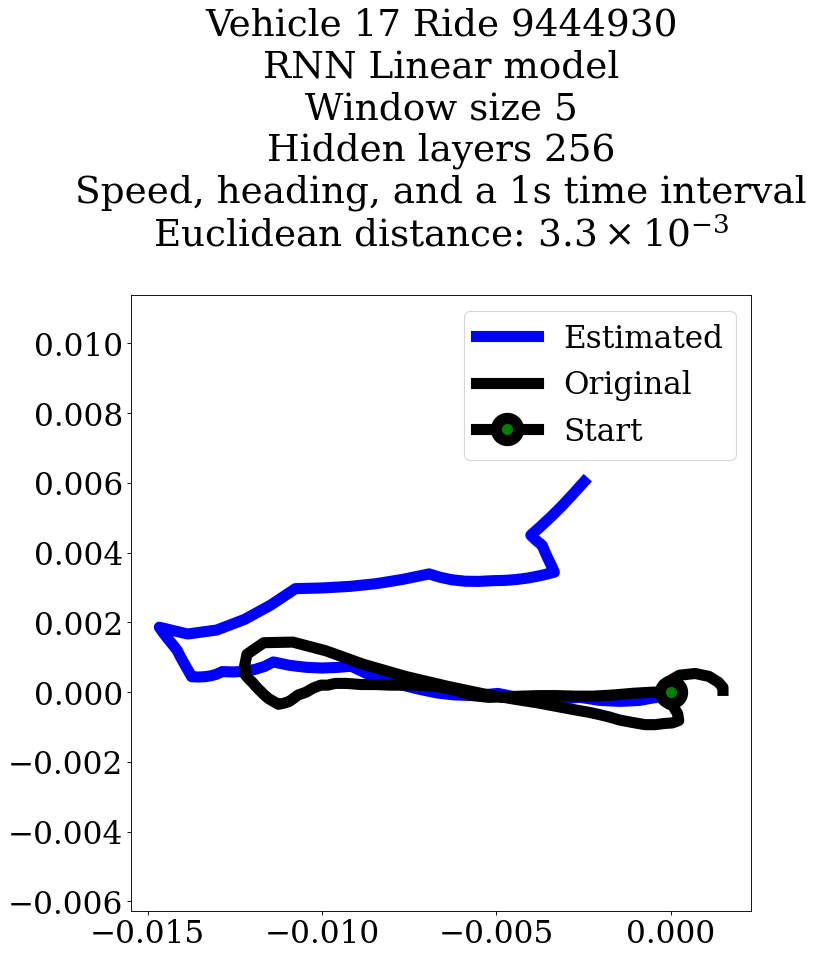 Vehicle 17 Ride 9444930
RNN Linear model
Window size 5
Hidden layers 256
Speed, heading, and a 1s time interval
Euclidean distance: 3.3 × 10⁻³
Estimated
Original
Start
0.010
0.008
0.006
0.004
0.002
0.000
−0.002
−0.004
−0.006
−0.015 −0.010 −0.005 0.000